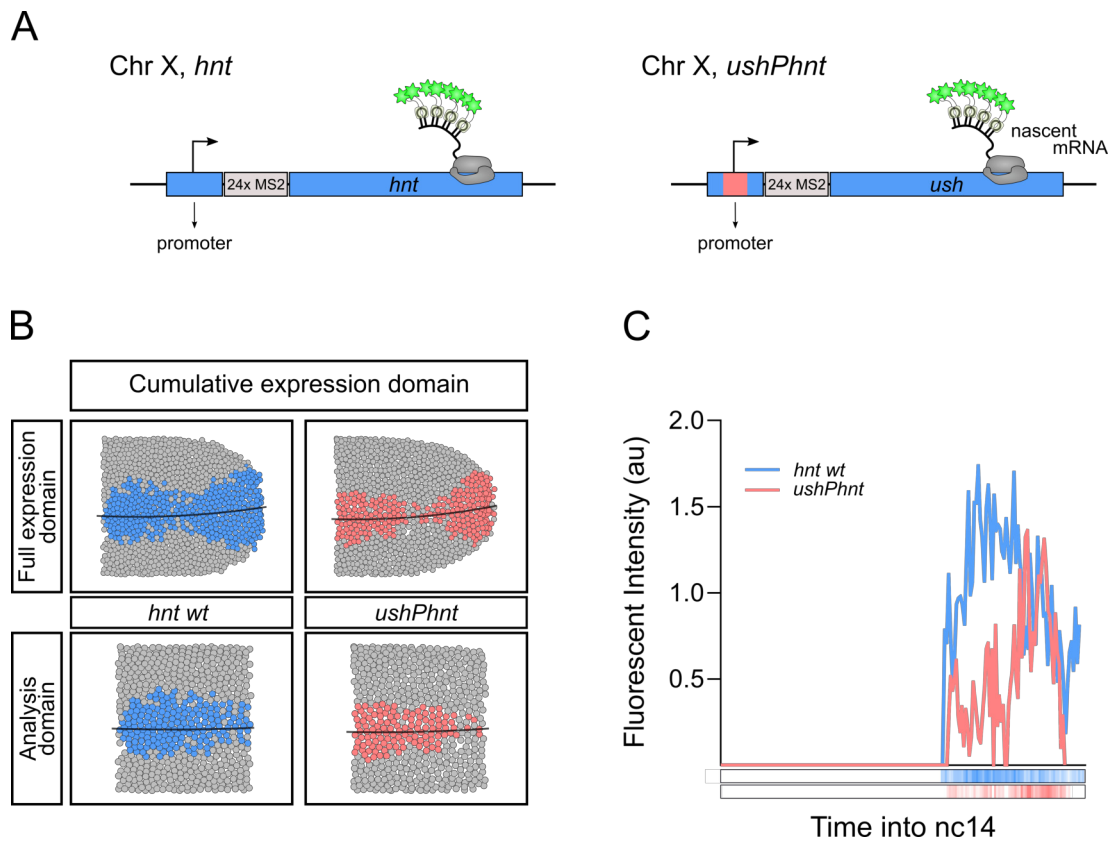 A
Chr X, hnt
24x MS2
hnt
promoter
Chr X, ushPhnt
nascent
mRNA
24x MS2
ush
promoter
B
Cumulative expression domain
Full expression
domain
hnt wt
ushPhnt
Analysis
domain
C
Fluorescent Intensity (au)
2.0
1.5
1.0
0.5
hnt wt
ushPhnt
Time into nc14